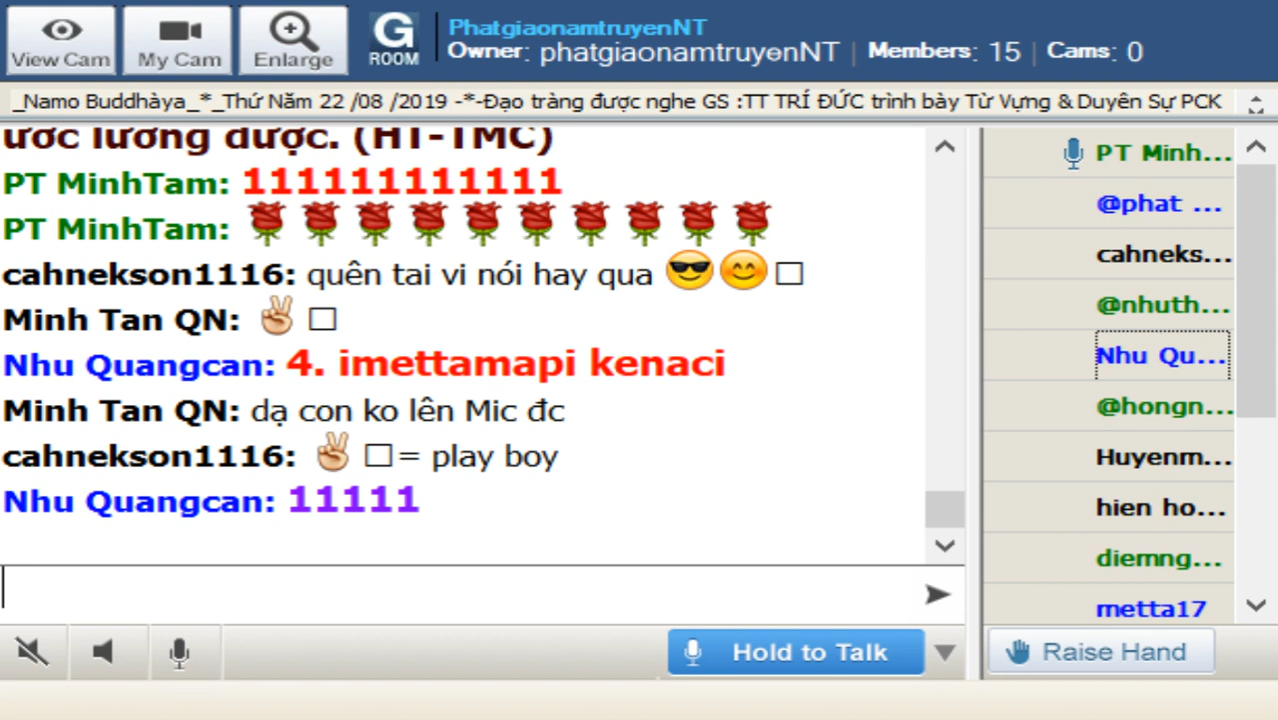 View Cam
My Cam
Enlarge
G
ROOM
PhatgiaonamtruyenNT
Owner: phatgiaonamtruyenNT | Members: 15 | Cams: 0
_Namo Buddhàya_*_Thứ Năm 22 /08 /2019 -*-Đạo tràng được nghe GS :TT TRÍ ĐỨC trình bày Từ Vựng & Duyên Sự PCK
ước lường được. (HT-TMC)
PT MinhTam: 111111111111
PT MinhTam: 🌹🌹🌹🌹🌹🌹🌹🌹🌹🌹
cahnekson1116: quên tai vi nói hay qua 😎😊□
Minh Tan QN: ✌□
Nhu Quangcan: 4. imettamapi kenaci
Minh Tan QN: dạ con ko lên Mic đc
cahnekson1116: ✌□= play boy
Nhu Quangcan: 11111
PT Minh...
@phat ...
cahneks...
@nhuth...
Nhu Qu...
@hongn...
Huyenm...
hien ho...
diemng...
metta17
Hold to Talk
Raise Hand